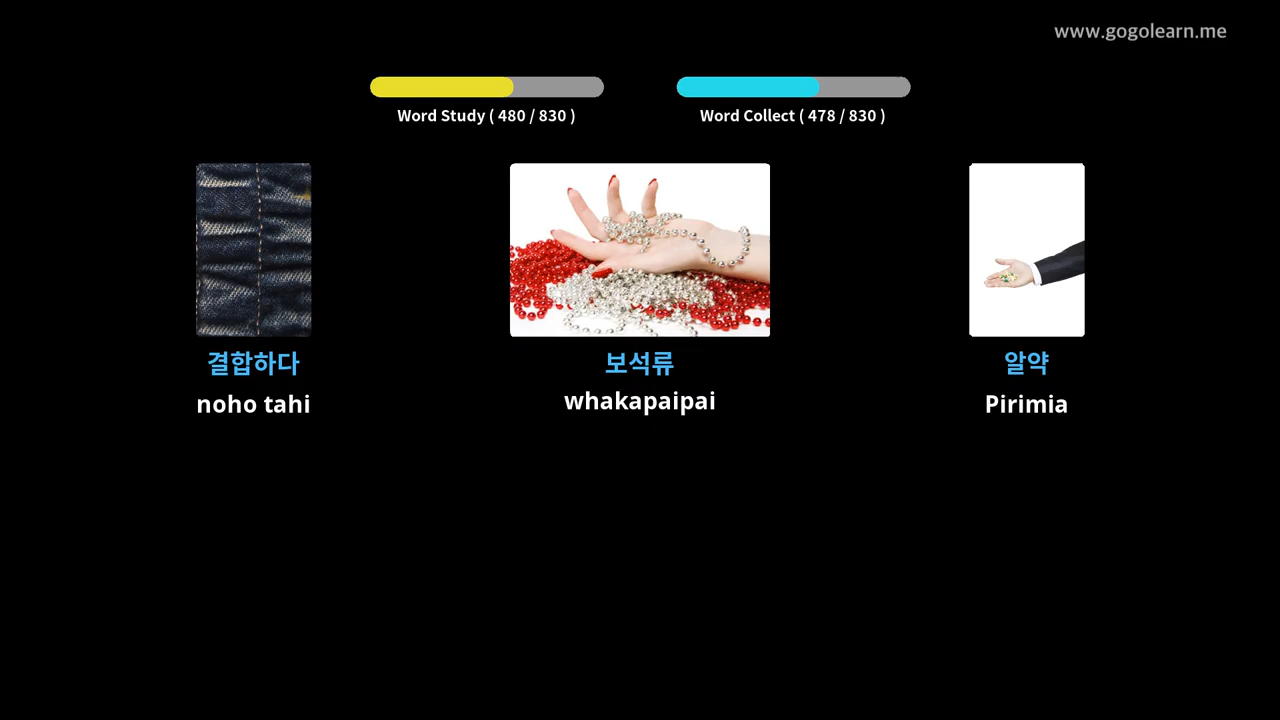 www.gogolearn.me
Word Study ( 480 / 830 )
Word Collect ( 478 / 830 )
결합하다
noho tahi
보석류
whakapaipai
알약
Pirimia